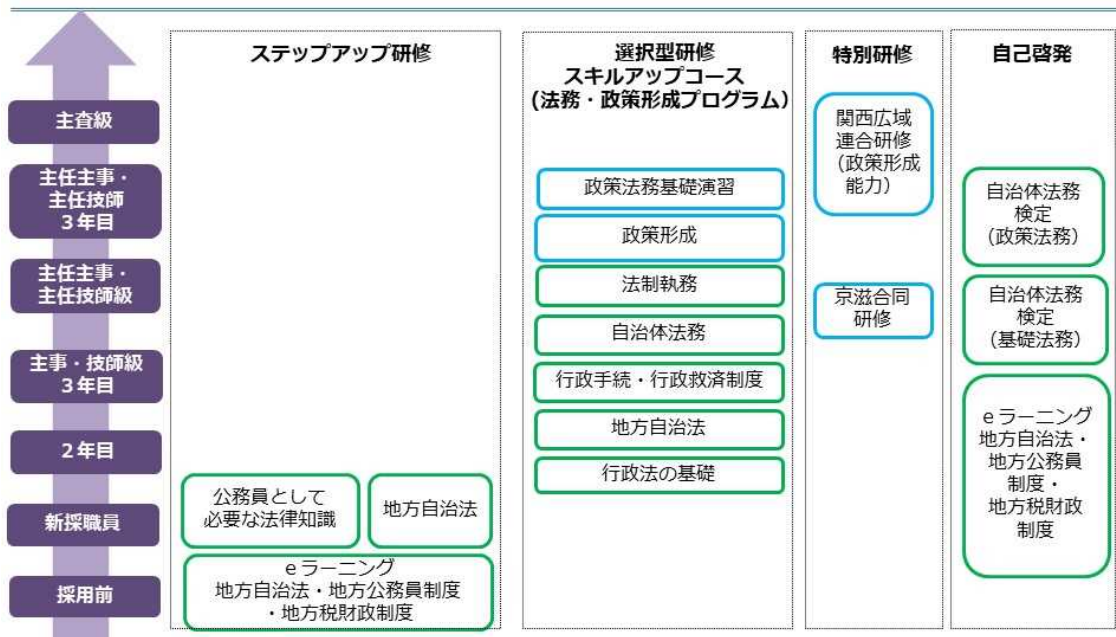 主査級
主任主事・
主任技師
３年目
主任主事・
主任技師級
主事・技師級
３年目
２年目
新採職員
採用前
ステップアップ研修
公務員として
必要な法律知識
地方自治法
ｅラーニング
地方自治法・地方公務員制度
・地方税財政制度
選択型研修
スキルアップコース
(法務・政策形成プログラム)
政策法務基礎演習
政策形成
法制執務
自治体法務
行政手続・行政救済制度
地方自治法
行政法の基礎
特別研修
関西広域
連合研修
(政策形成
能力)
京滋合同
研修
自己啓発
自治体法務
検定
(政策法務)
自治体法務
検定
(基礎法務)
ｅラーニング
地方自治法・
地方公務員
制度・
地方税財政
制度